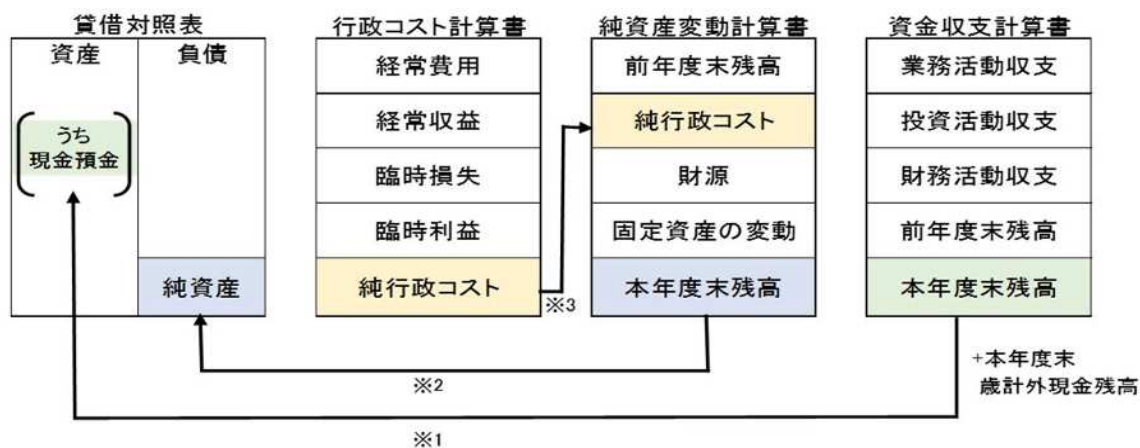 貸借対照表
資産
負債
うち
現金預金
純資産
行政コスト計算書
経常費用
経常収益
臨時損失
臨時利益
純行政コスト
※3
純資産変動計算書
前年度末残高
純行政コスト
財源
固定資産の変動
本年度末残高
資金収支計算書
業務活動収支
投資活動収支
財務活動収支
前年度末残高
本年度末残高
+本年度末
歳計外現金残高
※2
※1